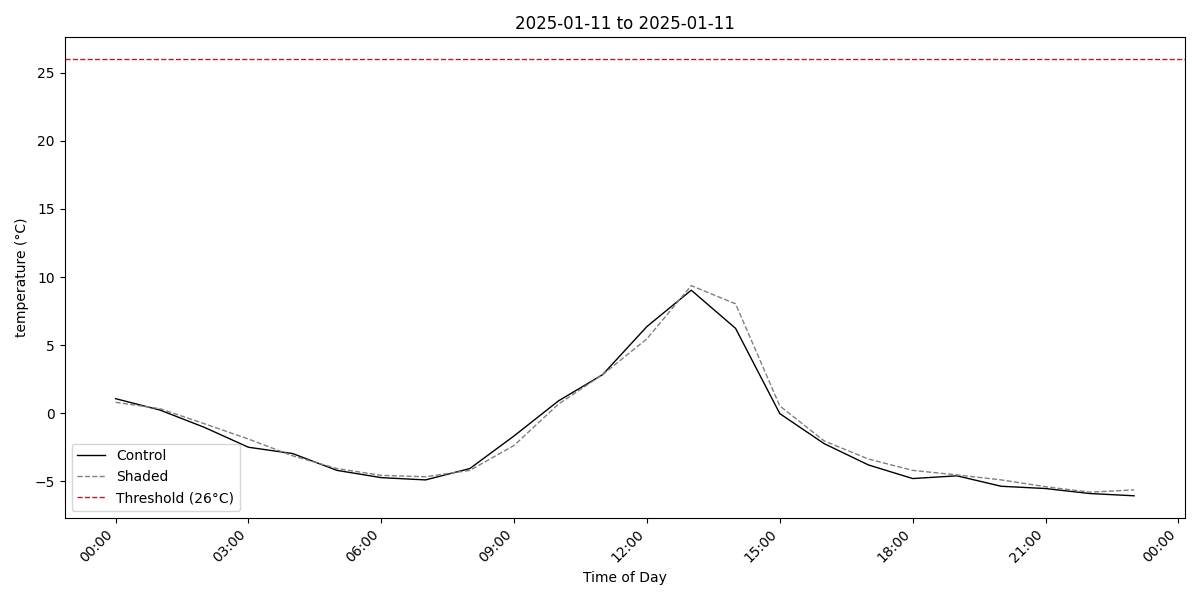 2025-01-11 to 2025-01-11
temperature (°C)
25
20
15
10
5
0
−5
Control
Shaded
Threshold (26°C)
00:00
03:00
06:00
09:00
12:00
15:00
18:00
21:00
00:00
Time of Day